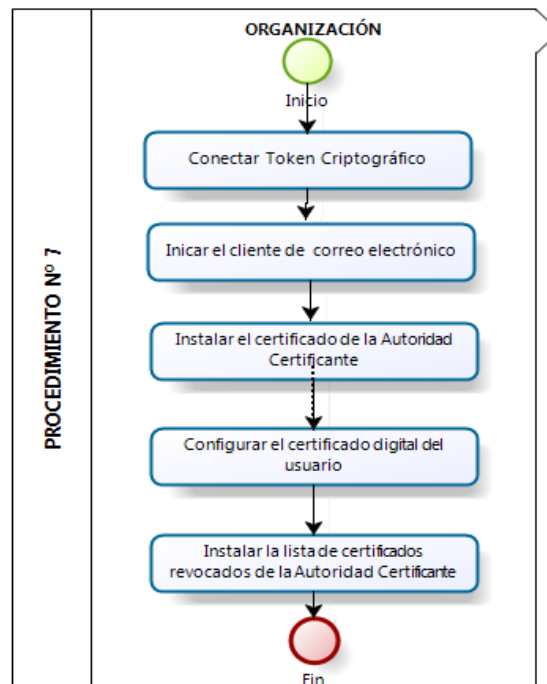 ORGANIZACIÓN
PROCEDIMIENTO Nº 7
Inicio
Conectar Token Criptográfico
Inicar el cliente de correo electrónico
Instalar el certificado de la Autoridad
Certificante
Configurar el certificado digital del
usuario
Instalar la lista de certificados
revocados de la Autoridad Certificante
Fin